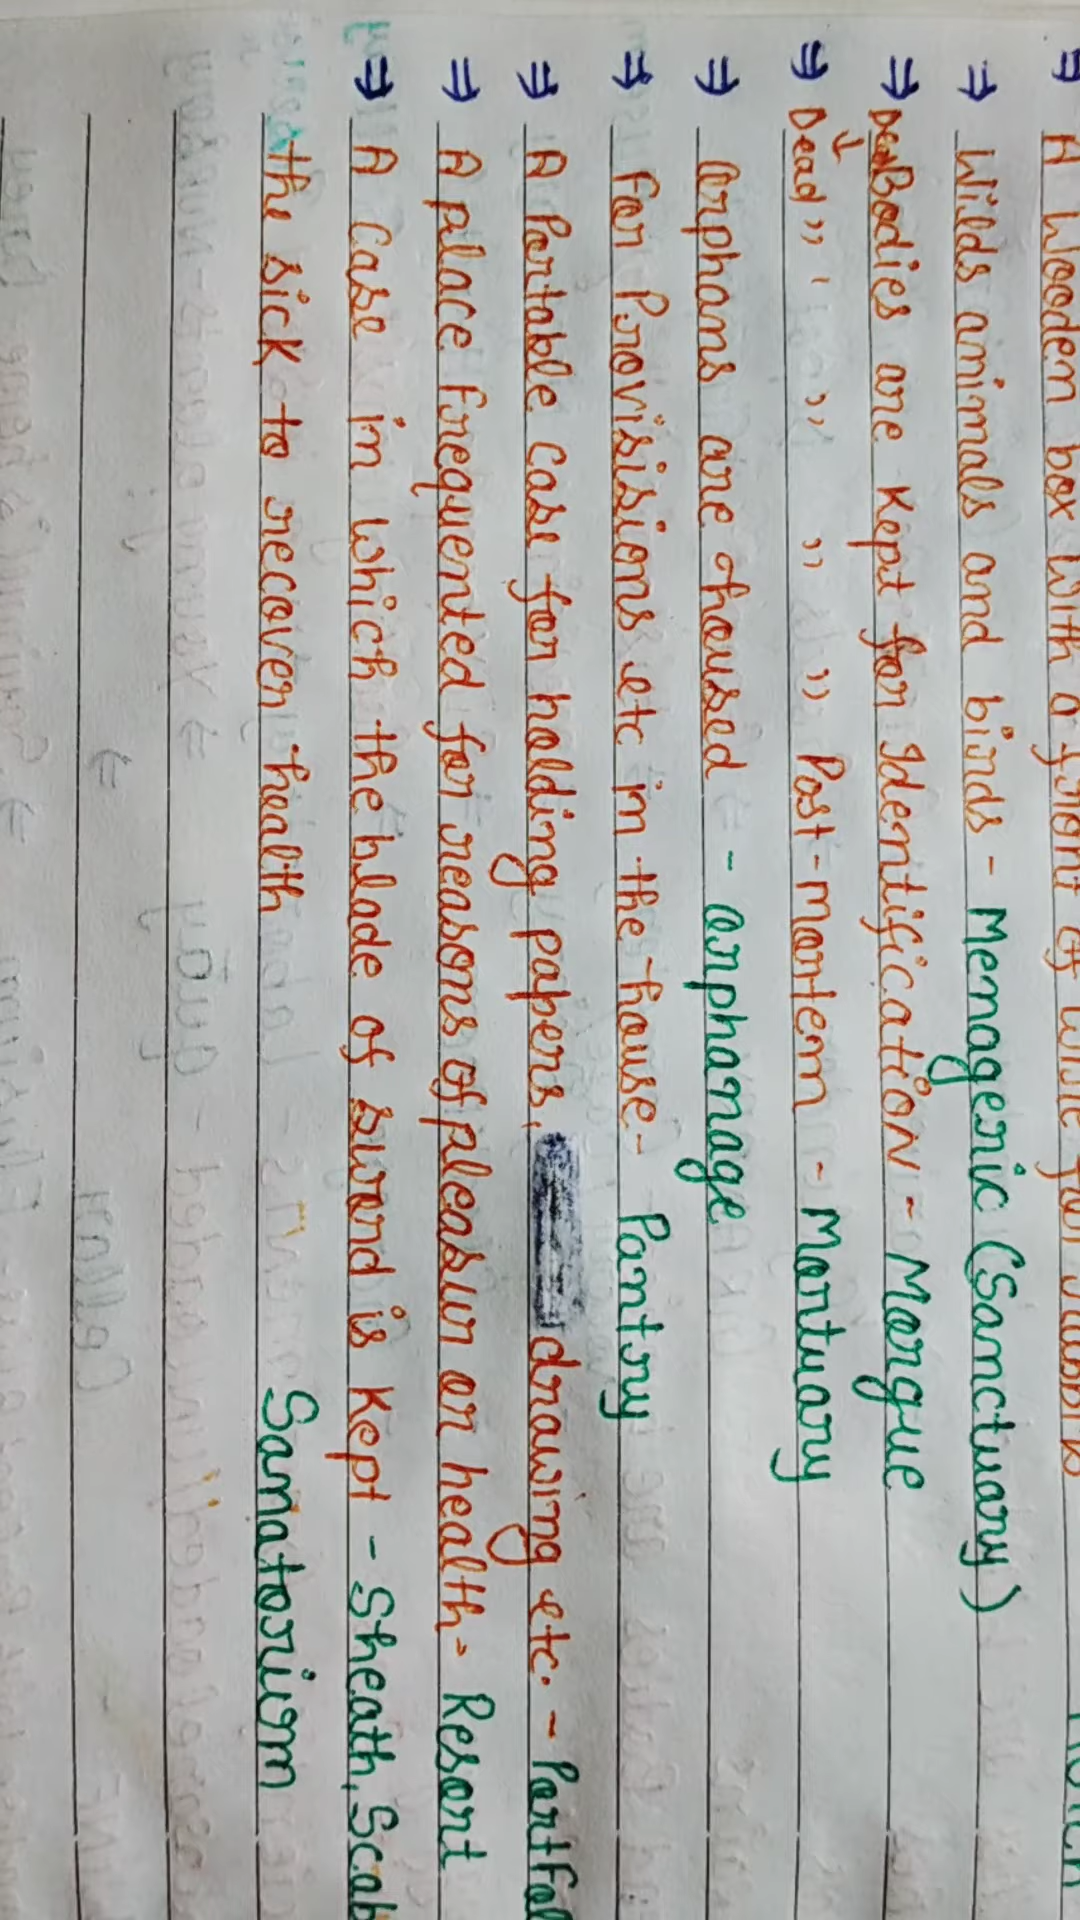 ⇒ A Wooden box with a front of wire for rabbits
⇒ Wilds animals and birds - Menagenic (Sanctuary)
⇒ Dead Bodies are Kept for Identification - Morgue
⇒ Dead " " " " Post-mortem - Mortuary
⇒ Orphans are housed - orphanage
⇒ For Provisisions etc in the house - Pantry
⇒ A Portable case for holding papers, drawing etc. - Portfol
⇒ A place frequented for reasons of pleasur or health - Resort
⇒ A Case in which the blade of sword is Kept - Sheath, Scab
the sick to recover health Sanatorium